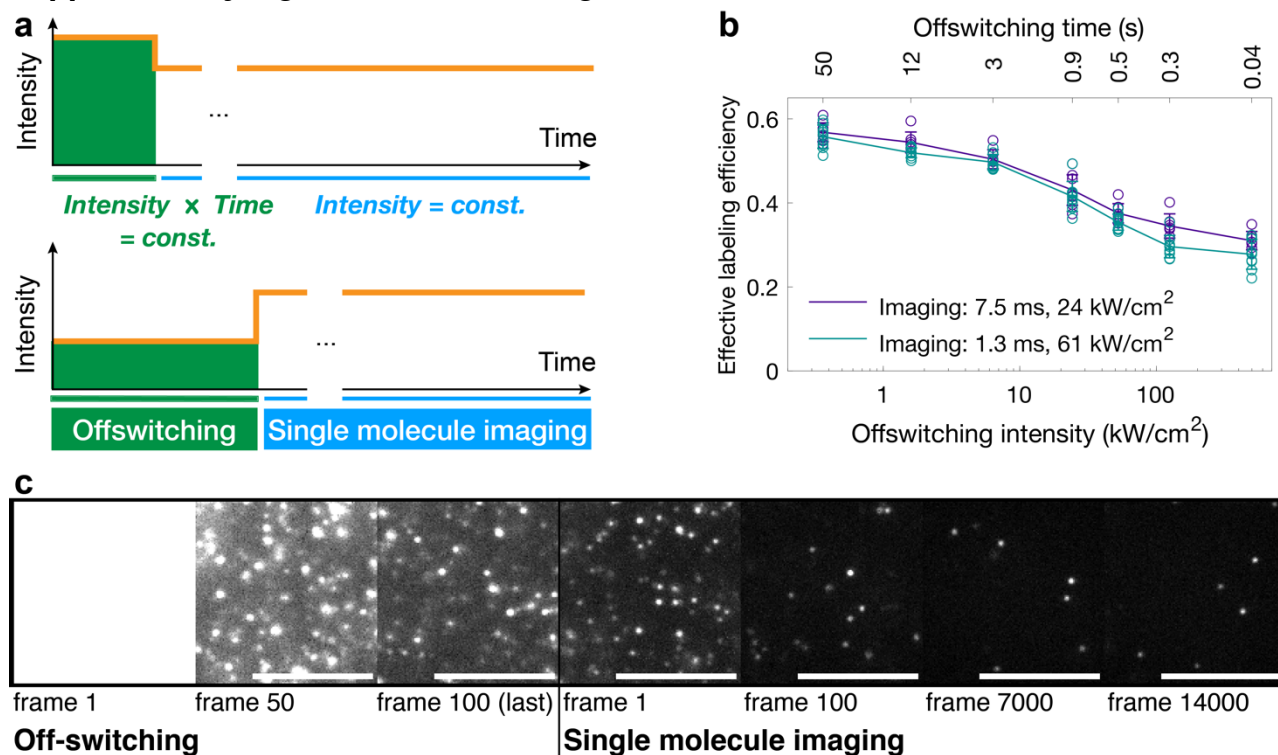 a
Intensity
...
Time
Intensity x Time
= const.
Intensity = const.
Intensity
...
Time
Offswitching
Single molecule imaging
b
Offswitching time (s)
50 12 3 0.9 0.5 0.3 0.04
Effective labeling efficiency
0.6
0.4
0.2
0
Imaging: 7.5 ms, 24 kW/cm²
Imaging: 1.3 ms, 61 kW/cm²
1 10 100
Offswitching intensity (kW/cm²)
c
frame 1 frame 50 frame 100 (last) frame 1 frame 100 frame 7000 frame 14000
Off-switching Single molecule imaging